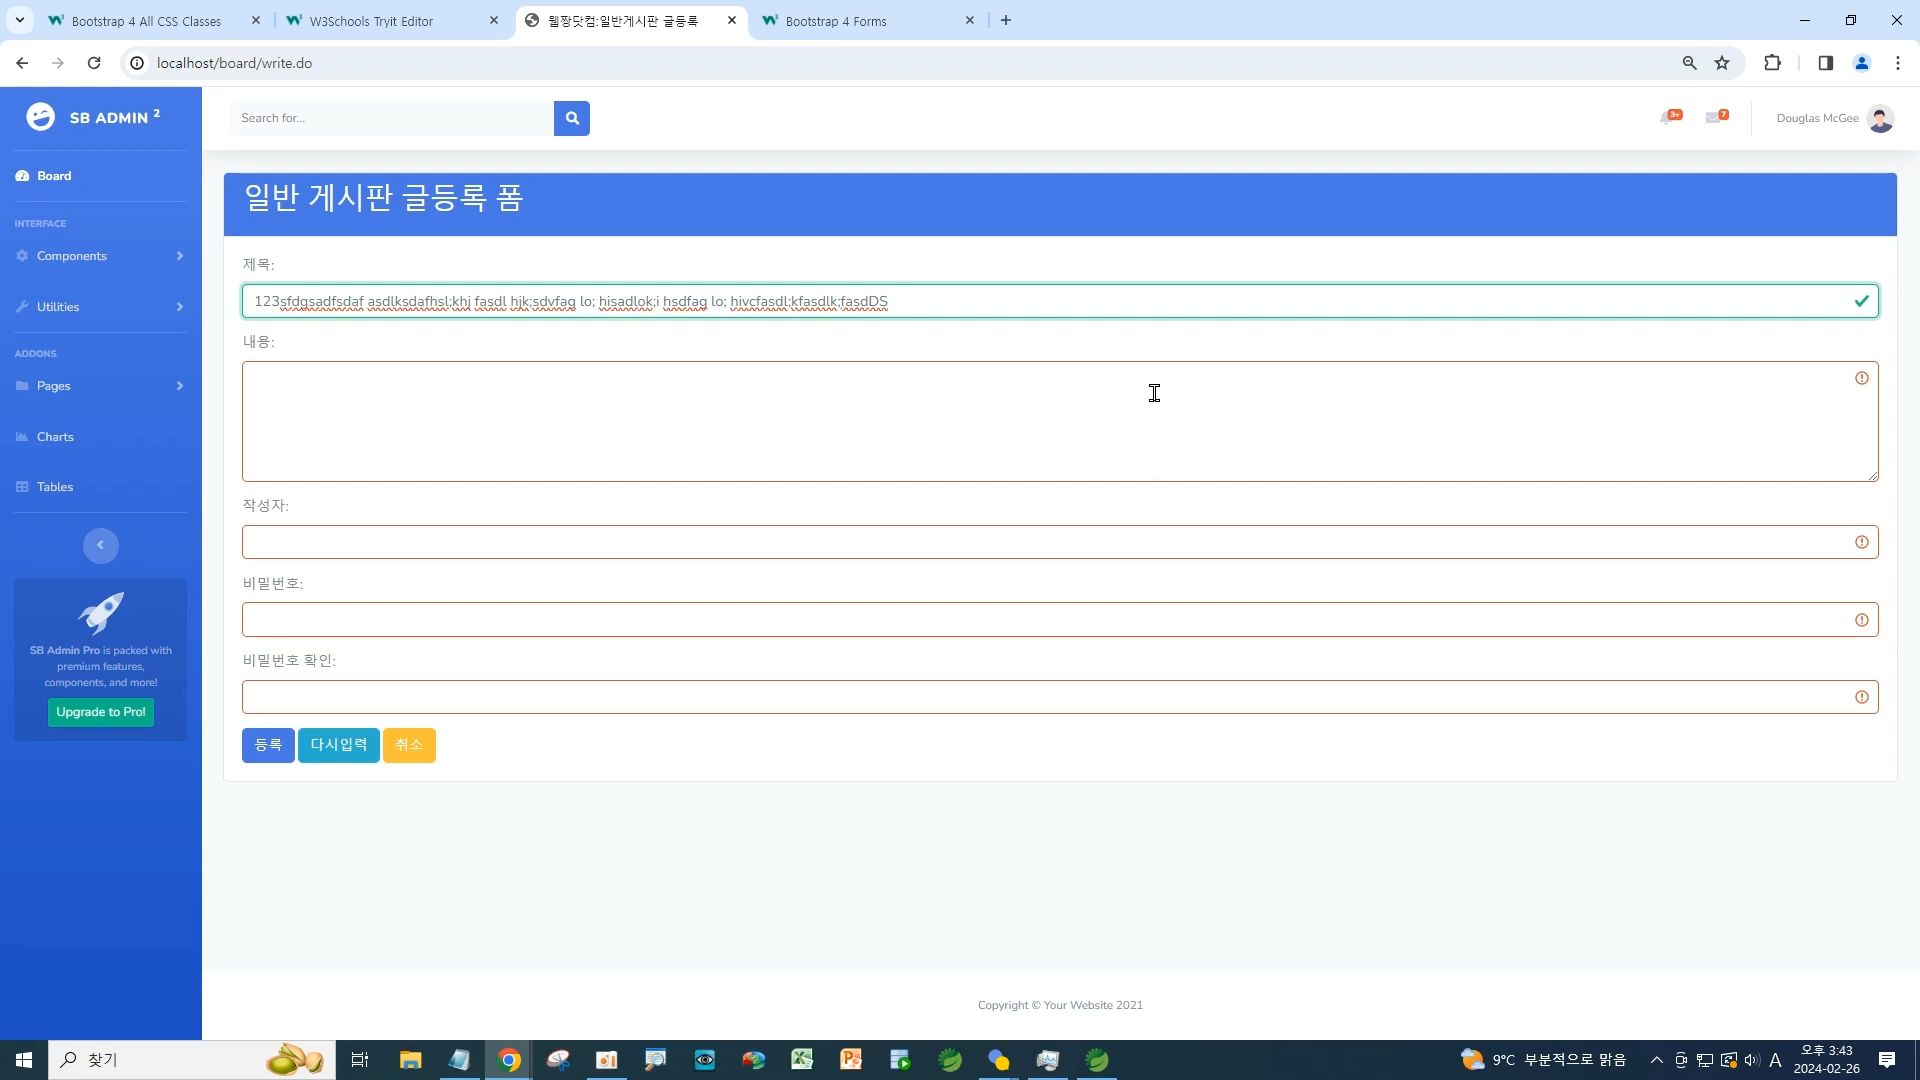 Bootstrap 4 All CSS Classes
W3Schools Tryit Editor
웹짱닷컴:일반게시판 글등록
Bootstrap 4 Forms
localhost/board/write.do
SB ADMIN 2
Search for...
3+
7
Douglas McGee
Board
INTERFACE
Components
Utilities
ADDONS
Pages
Charts
Tables
SB Admin Pro is packed with
premium features,
components, and more!
Upgrade to Pro!
일반 게시판 글등록 폼
제목:
123sfdgsadfsdaf asdlksdafhsl;khj fasdl hjk;sdvfag lo; hisadlok;i hsdfag lo; hivcfasdl;kfasdlk;fasdDS
내용:
작성자:
비밀번호:
비밀번호 확인:
등록
다시입력
취소
Copyright © Your Website 2021
찾기
9°C 부분적으로 맑음
A
오후 3:43
2024-02-26